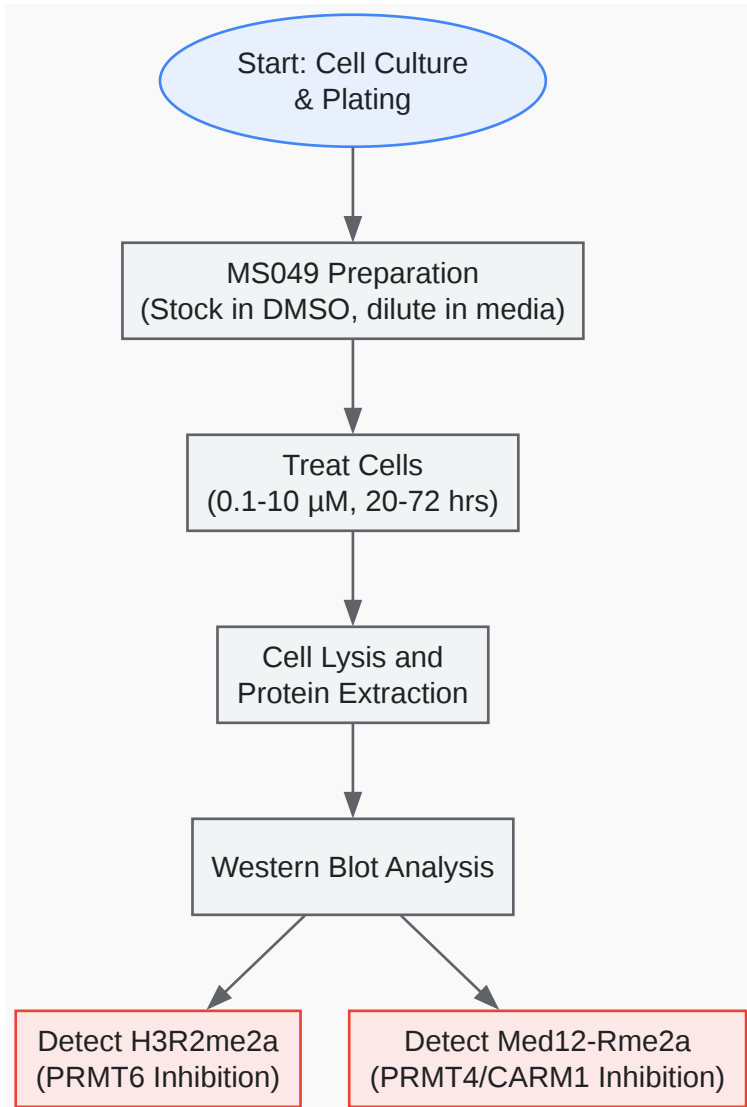 Start: Cell Culture
& Plating
MS049 Preparation
(Stock in DMSO, dilute in media)
Treat Cells
(0.1-10 µM, 20-72 hrs)
Cell Lysis and
Protein Extraction
Western Blot Analysis
Detect H3R2me2a
(PRMT6 Inhibition)
Detect Med12-Rme2a
(PRMT4/CARM1 Inhibition)